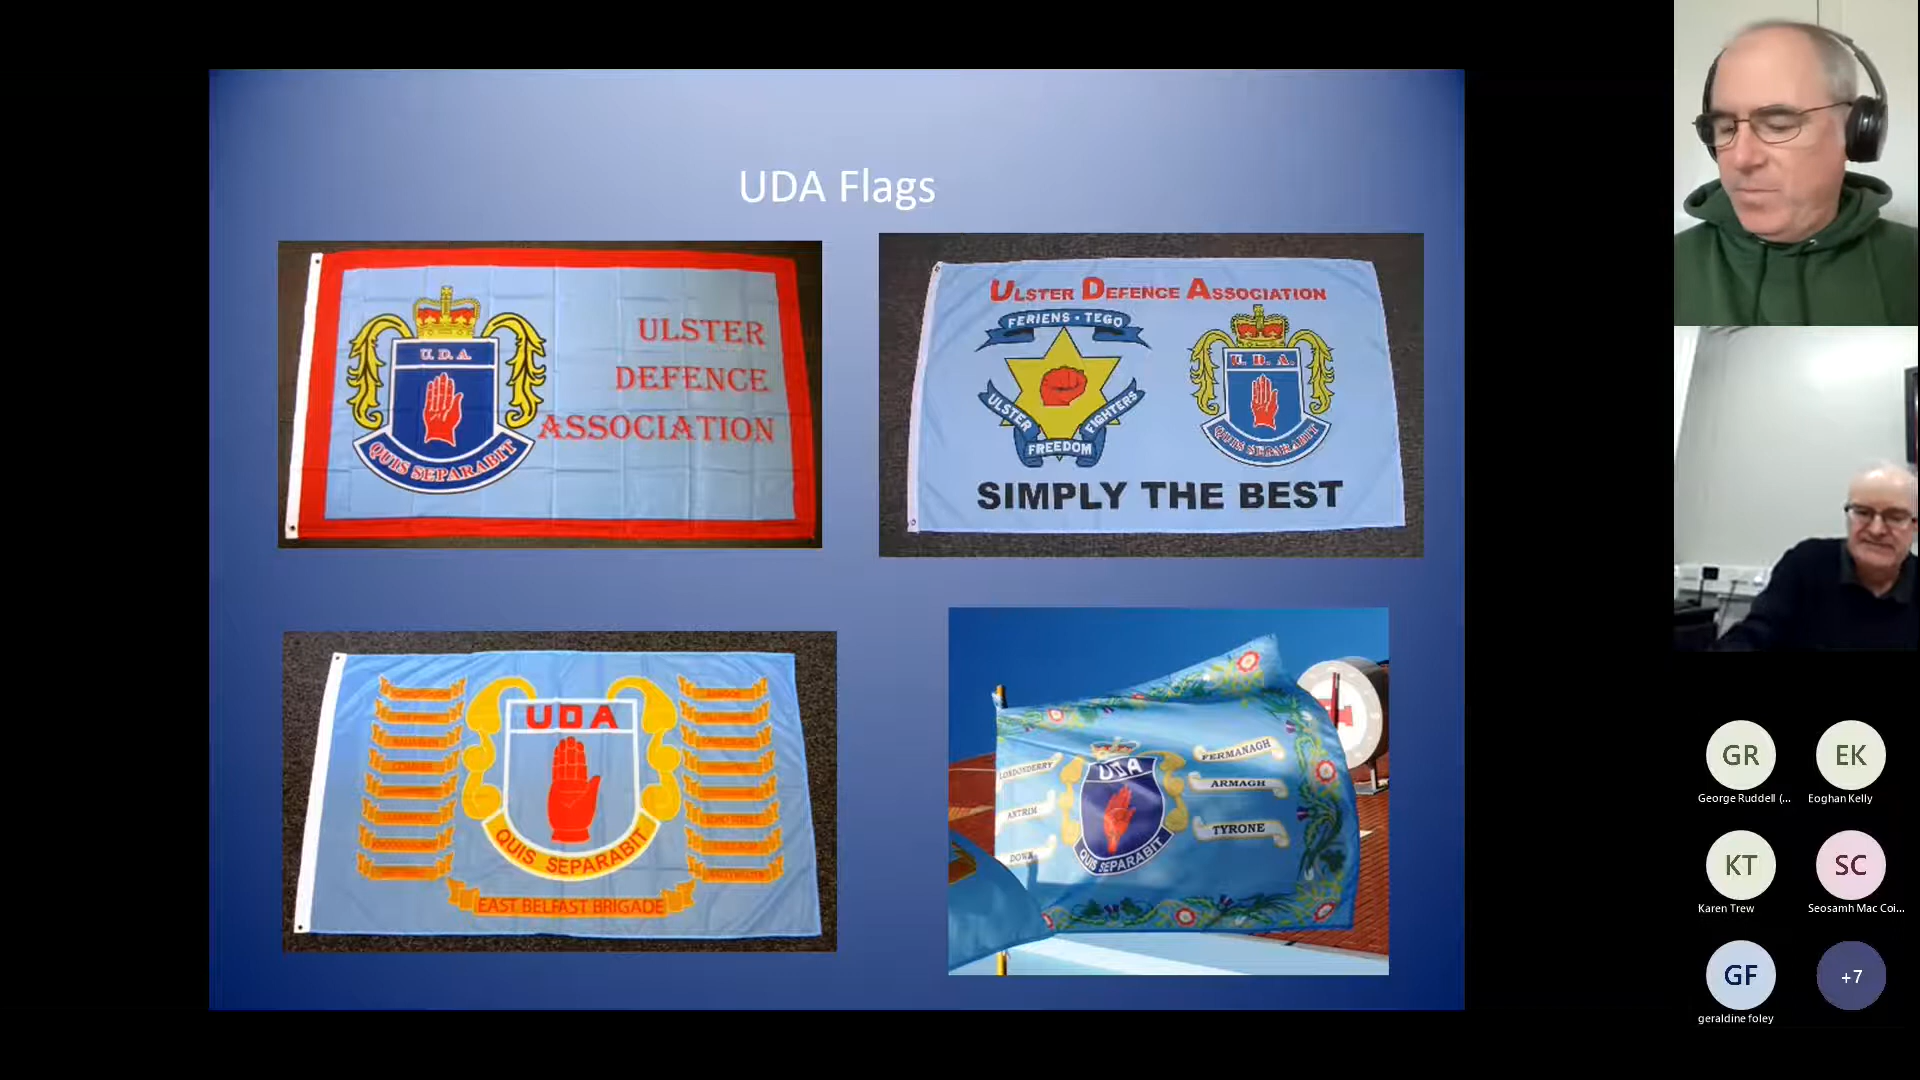 UDA Flags
ULSTER
DEFENCE
ASSOCIATION
U. D. A.
QUIS SEPARABIT
ULSTER DEFENCE ASSOCIATION
FERIENS · TEGO
ULSTER
FREEDOM
FIGHTERS
U. D. A.
QUIS SEPARABIT
SIMPLY THE BEST
UDA
QUIS SEPARABIT
EAST BELFAST BRIGADE
LONDONDERRY
ANTRIM
DOWN
UDA
QUIS SEPARABIT
FERMANAGH
ARMAGH
TYRONE
GR
George Ruddell (...
EK
Eoghan Kelly
KT
Karen Trew
SC
Seosamh Mac Coi...
GF
geraldine foley
+7